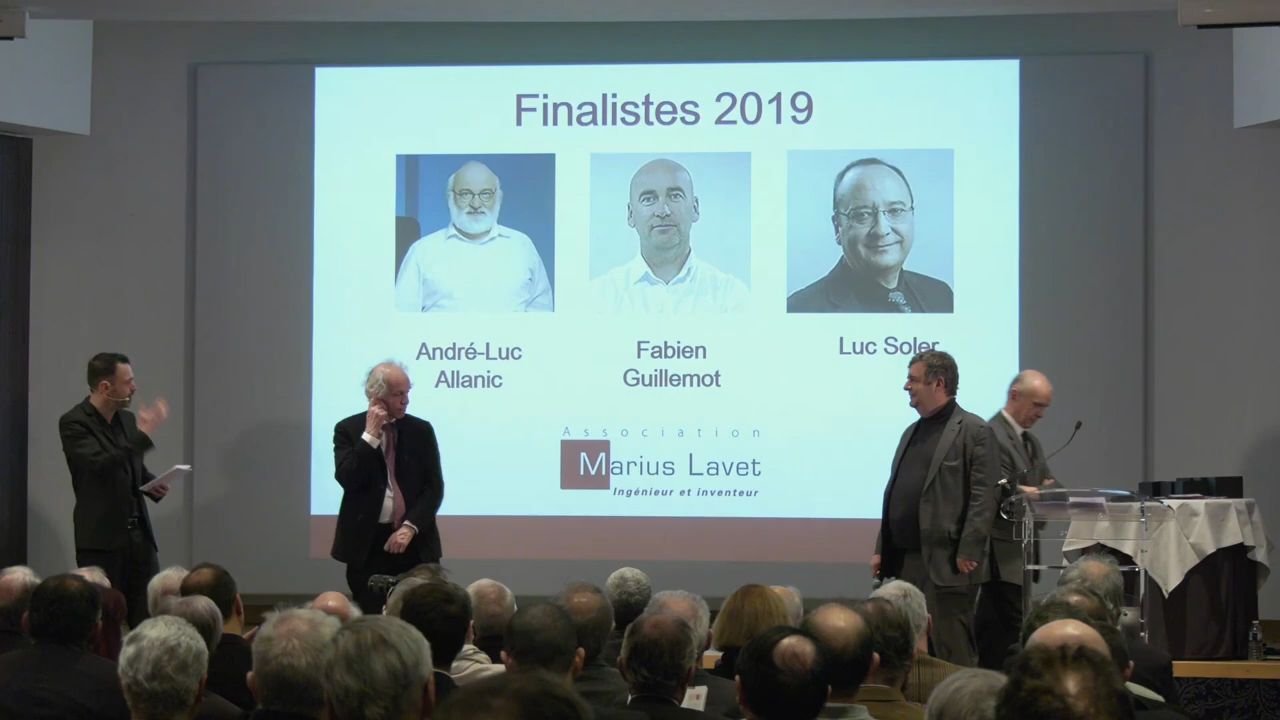 Finalistes 2019
André-Luc
Allanic
Fabien
Guillemot
Luc Soler
Association
Marius Lavet
Ingénieur et inventeur